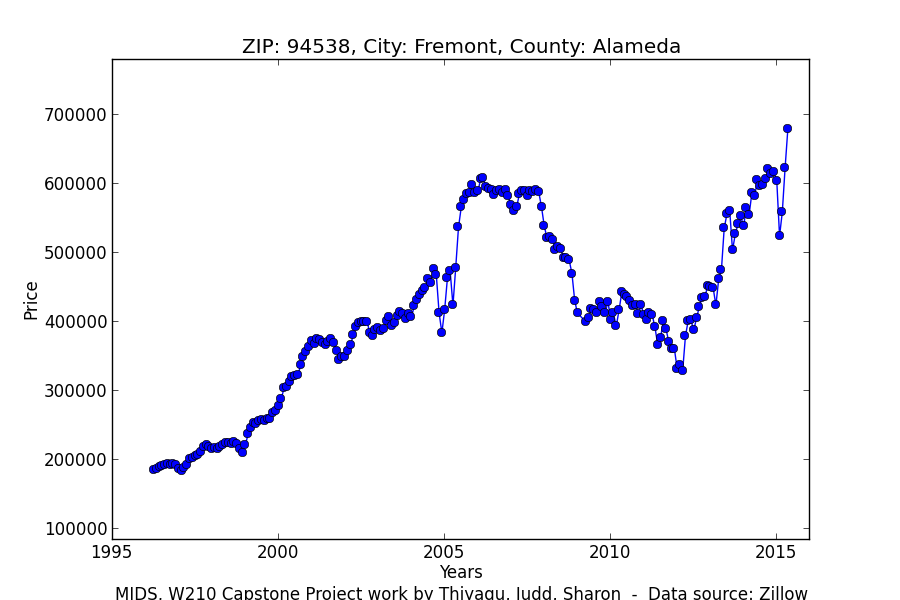 ZIP: 94538, City: Fremont, County: Alameda
700000
600000
500000
400000
300000
200000
100000
Price
1995 2000 2005 2010 2015
Years
MIDS, W210 Capstone Project work by Thiyagu, Judd, Sharon - Data source: Zillow